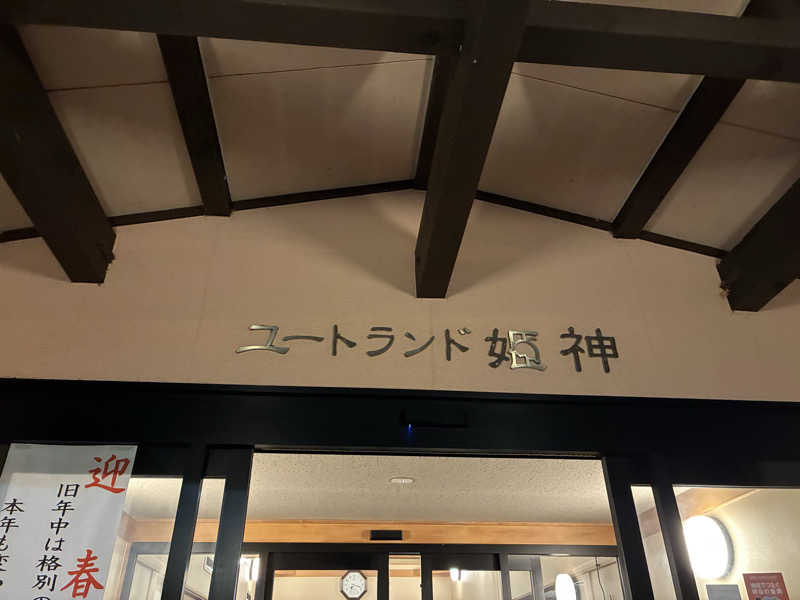 ユートランド姫神
迎春
旧年中は格別の
本年も変